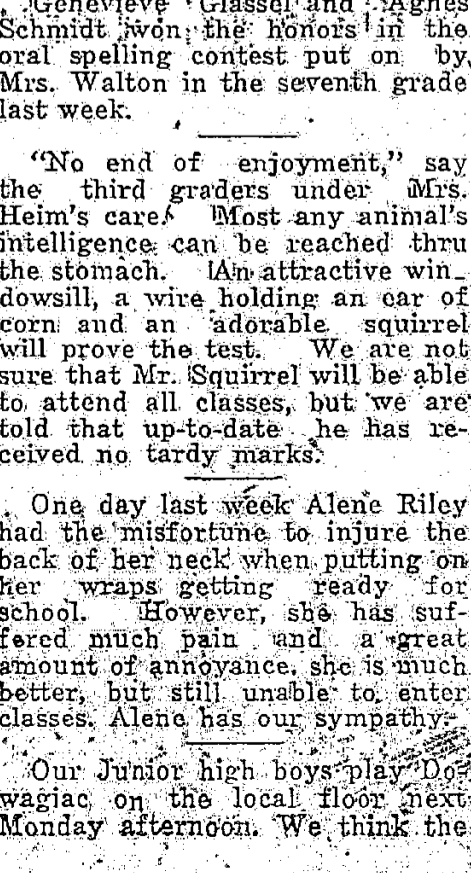 Genevieve Glassel and Agnes
Schmidt won the honors in the
oral spelling contest put on by
Mrs. Walton in the seventh grade
last week.
"No end of enjoyment," say
the third graders under Mrs.
Heim's care. Most any animal's
intelligence can be reached thru
the stomach. An attractive win-
dowsill, a wire holding an ear of
corn and an adorable squirrel
will prove the test. We are not
sure that Mr. Squirrel will be able
to attend all classes, but we are
told that up-to-date he has re-
ceived no tardy marks.
One day last week Alene Riley
had the misfortune to injure the
back of her neck when putting on
her wraps getting ready for
school. However, she has suf-
fered much pain and a great
amount of annoyance, she is much
better, but still unable to enter
classes. Alene has our sympathy.
Our Junior high boys play Do-
wagiac on the local floor next
Monday afternoon. We think the